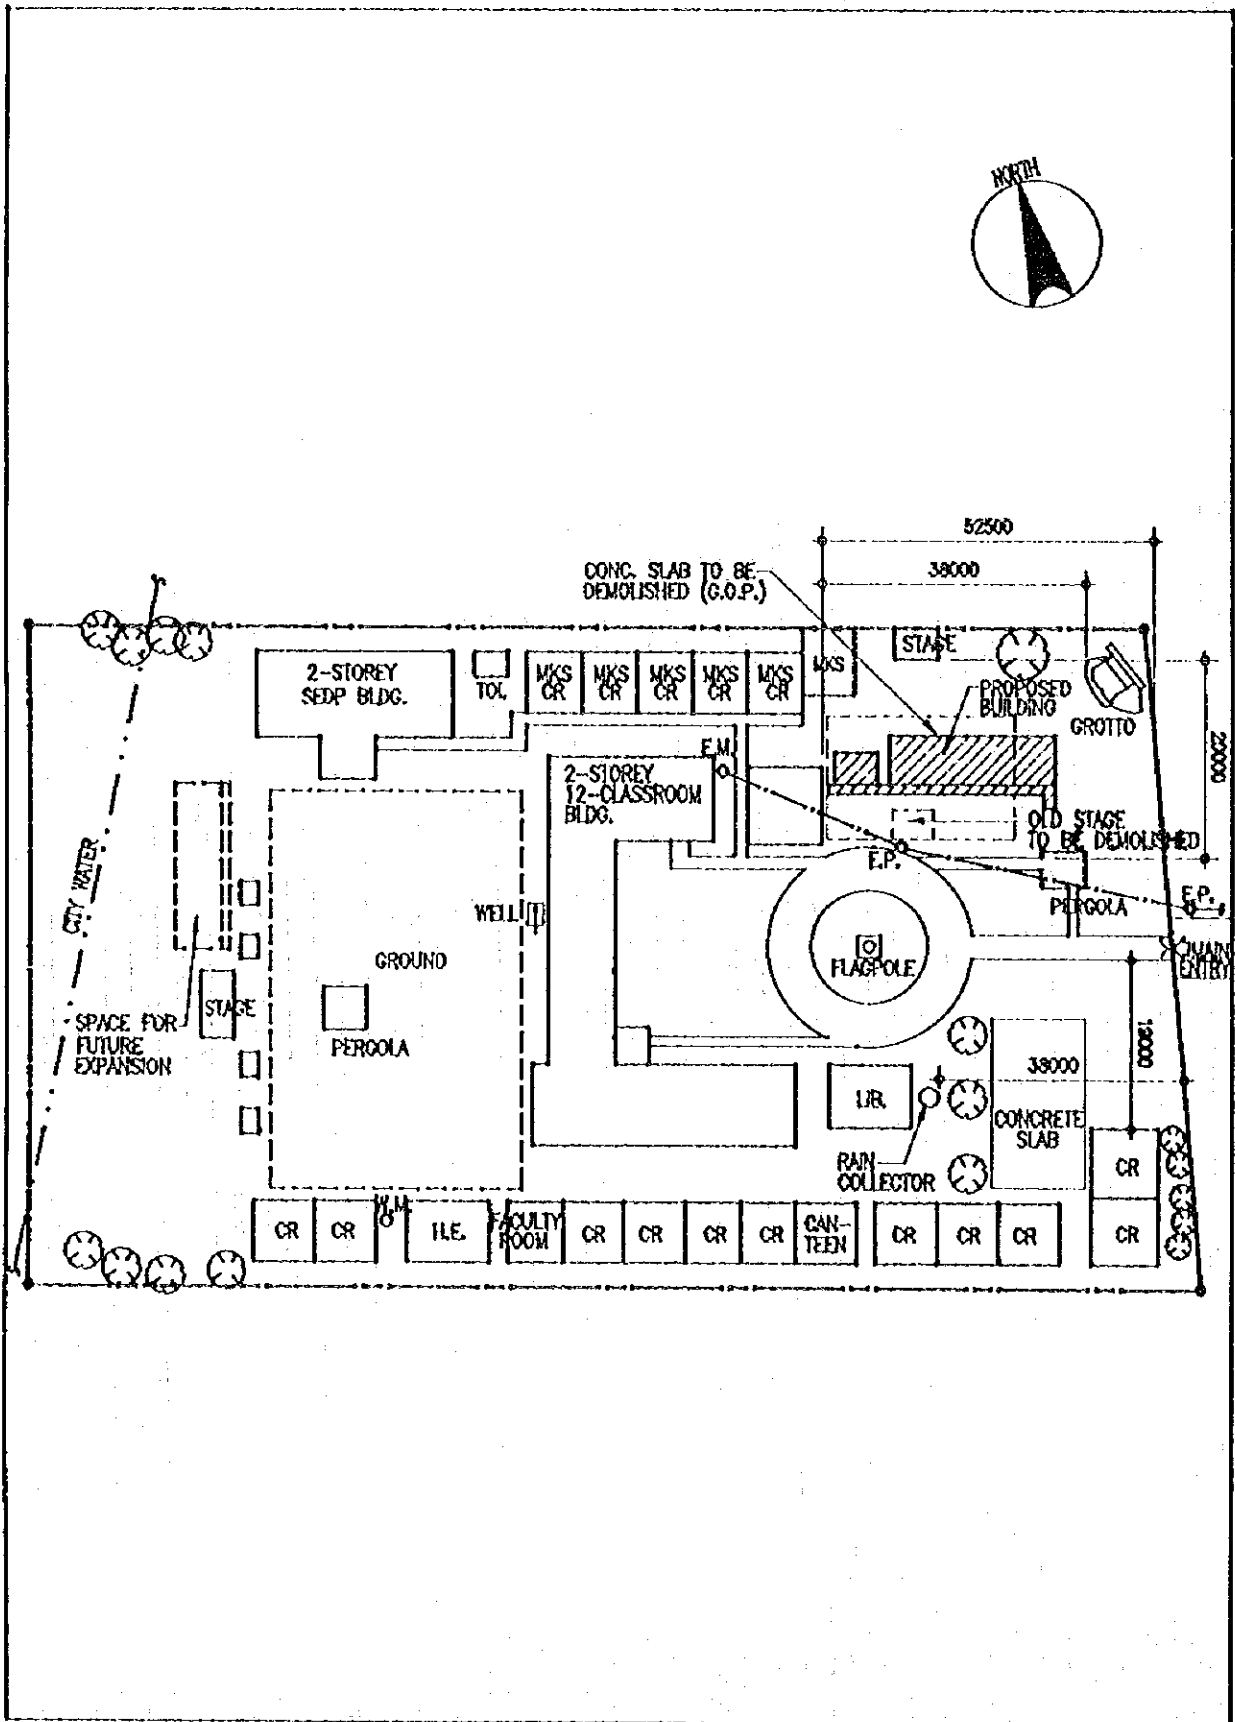 NORTH
52500
38000
CONC. SLAB TO BE
DEMOLISHED (G.O.P.)
2-STOREY
SEDP BLDG.
TOI.
MKS
CR
MKS
CR
MKS
CR
MKS
CR
MKS
CR
MKS
STAGE
PROPOSED
BUILDING
GROTTO
E.M.
2-STOREY
12-CLASSROOM
BLDG.
OLD STAGE
TO BE DEMOLISHED
E.P.
E.P.
PERGOLA
CITY WATER
WELL
GROUND
FLAGPOLE
MAIN
ENTRY
STAGE
SPACE FOR
FUTURE
EXPANSION
PERGOLA
38000
LIB.
CONCRETE
SLAB
RAIN
COLLECTOR
CR
W.M.
CR
CR
I.I.E.
FACULTY
ROOM
CR
CR
CR
CR
CAN-
TEEN
CR
CR
CR
CR